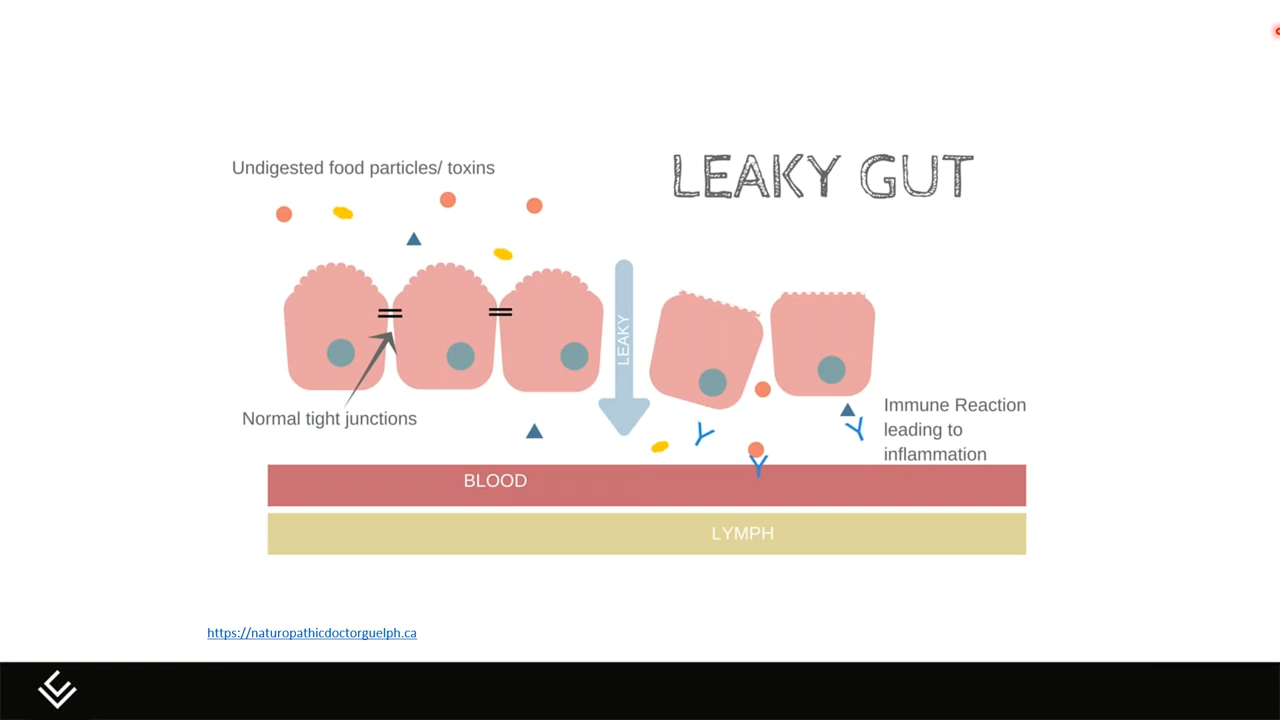 Undigested food particles/ toxins
LEAKY GUT
LEAKY
Normal tight junctions
Immune Reaction
leading to
inflammation
BLOOD
LYMPH
https://naturopathicdoctorguelph.ca